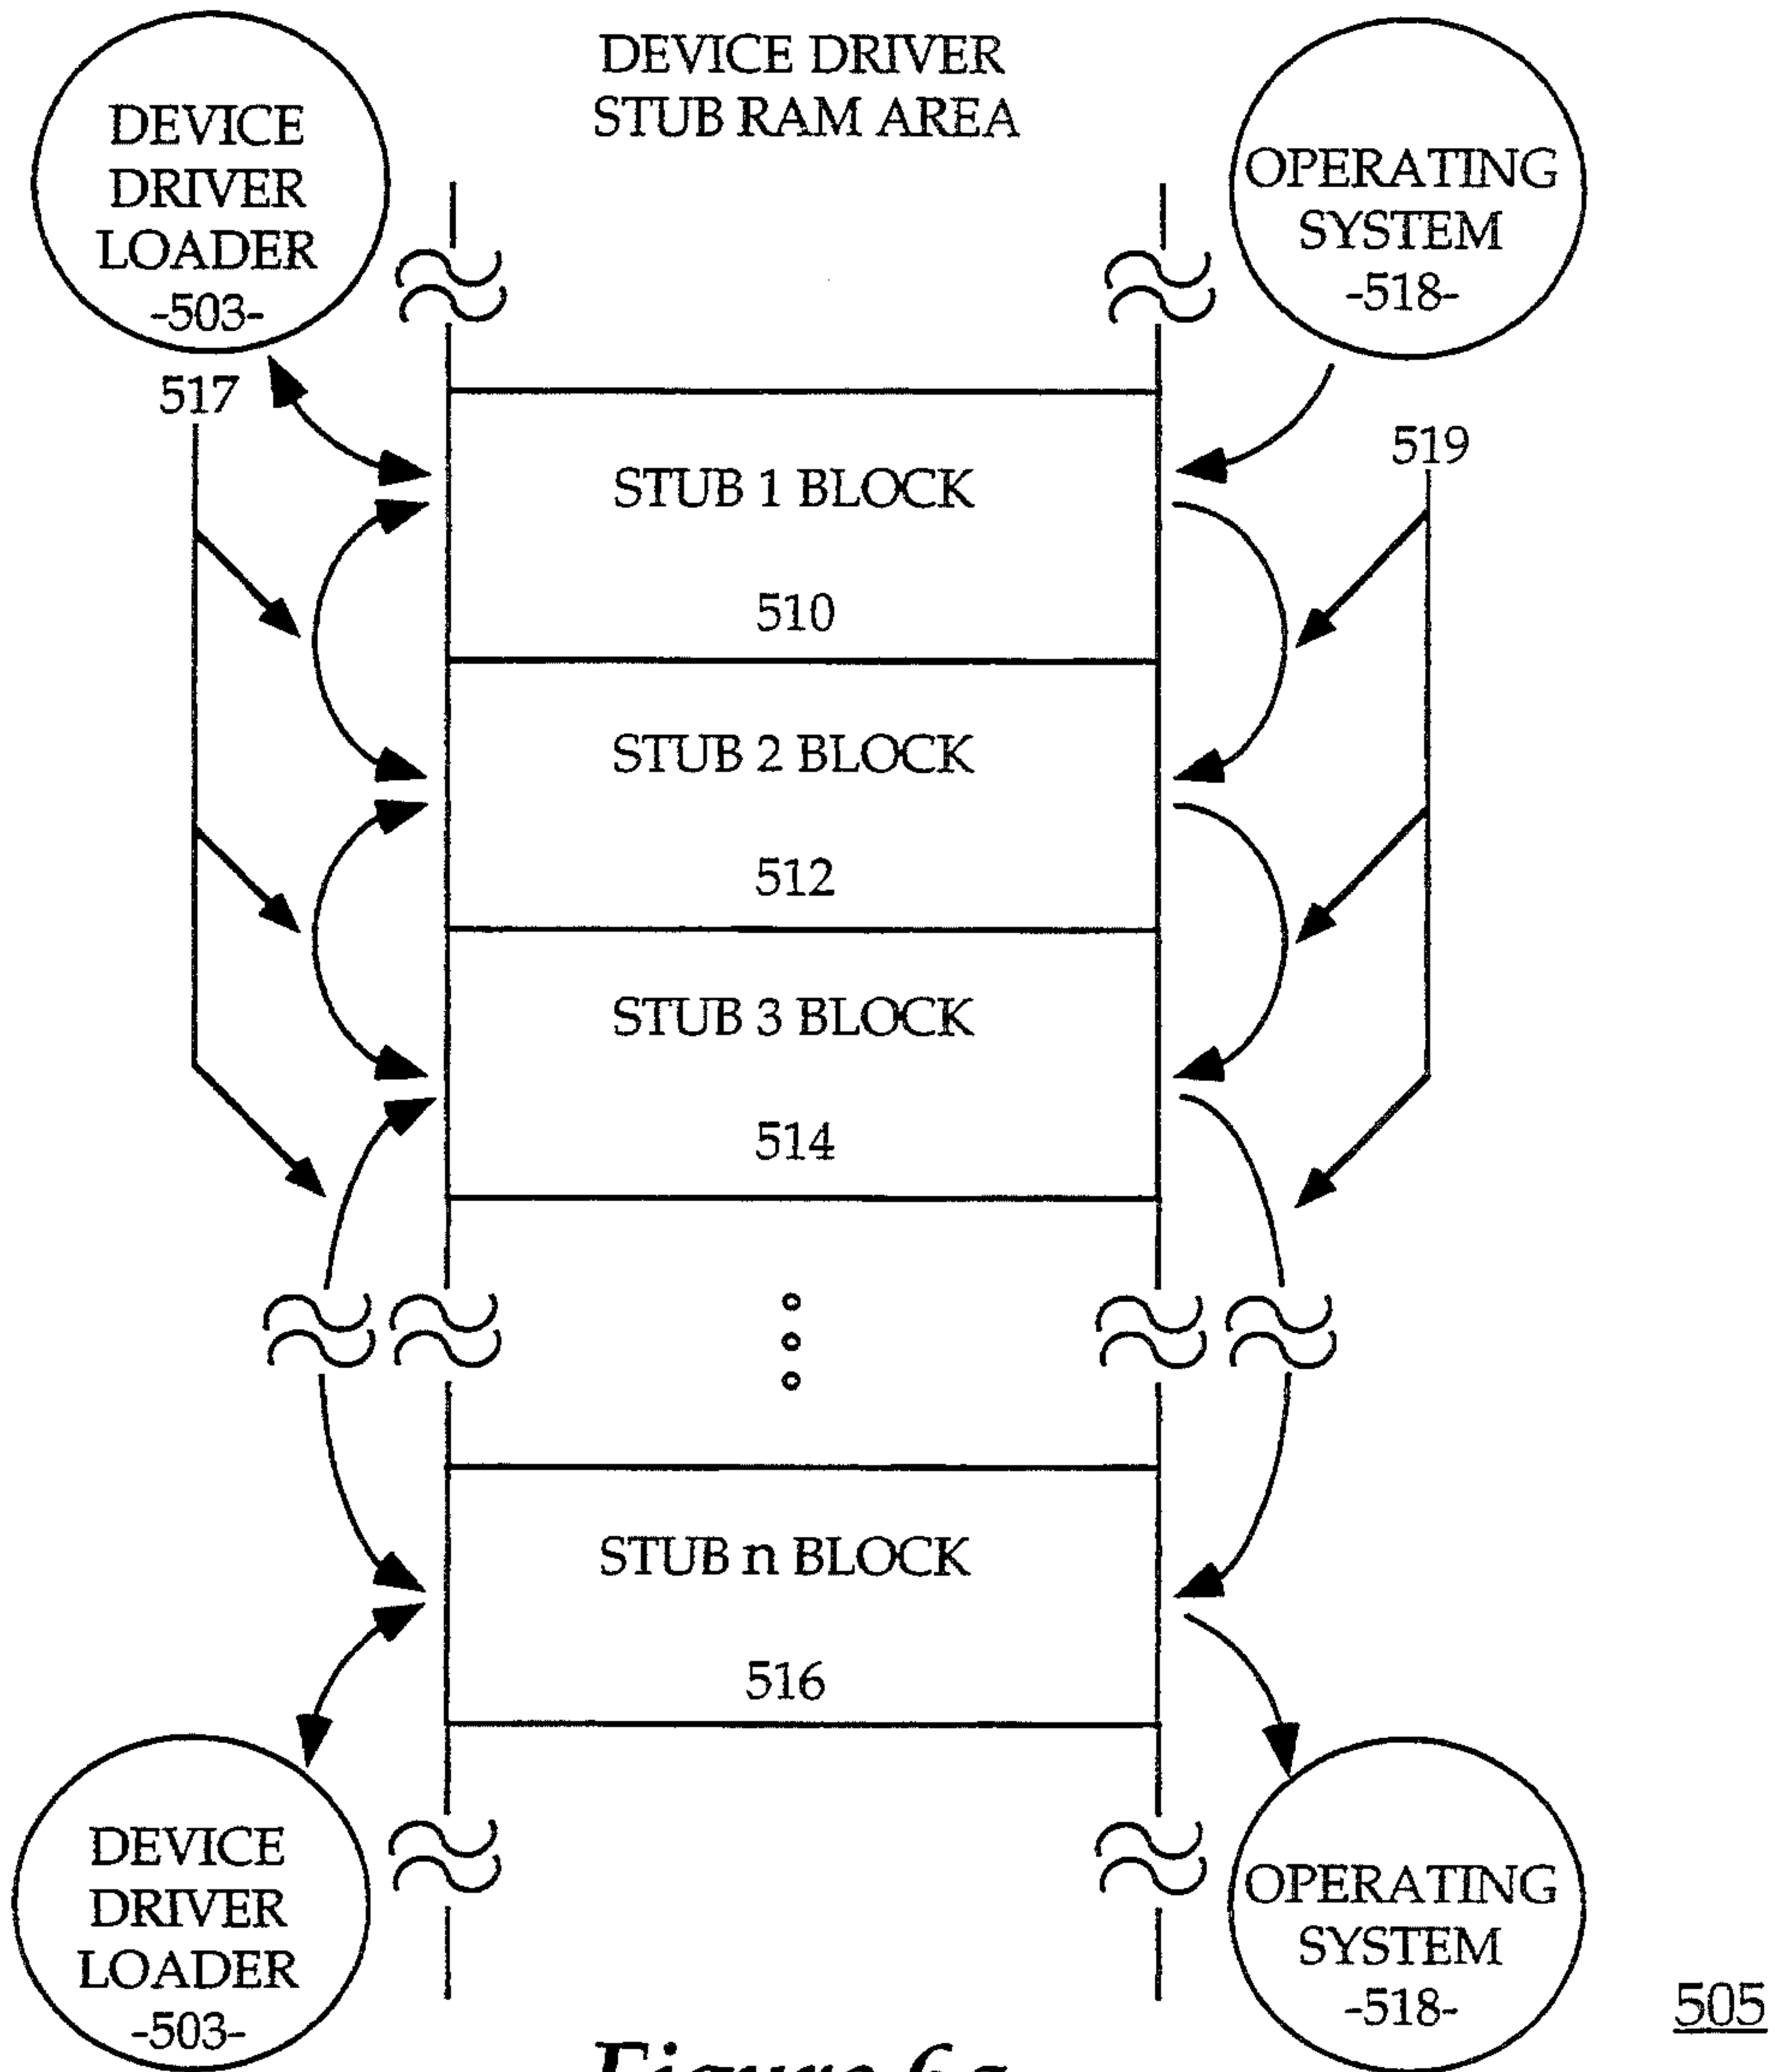 DEVICE DRIVER
STUB RAM AREA
DEVICE
DRIVER
LOADER
-503-
OPERATING
SYSTEM
-518-
517
519
STUB 1 BLOCK
510
STUB 2 BLOCK
512
STUB 3 BLOCK
514
STUB n BLOCK
516
DEVICE
DRIVER
LOADER
-503-
OPERATING
SYSTEM
-518-
505
Figure